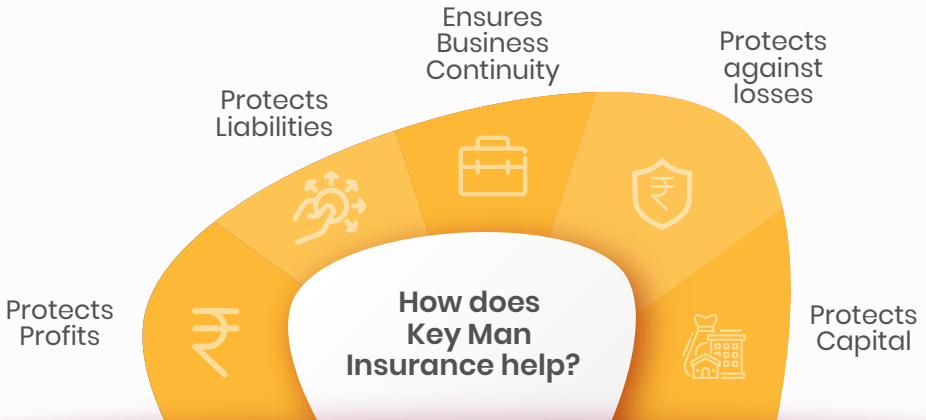 Ensures
Business
Continuity
Protects
against
losses
Protects
Liabilities
Protects
Profits
Protects
Capital
How does
Key Man
Insurance help?
₹
₹